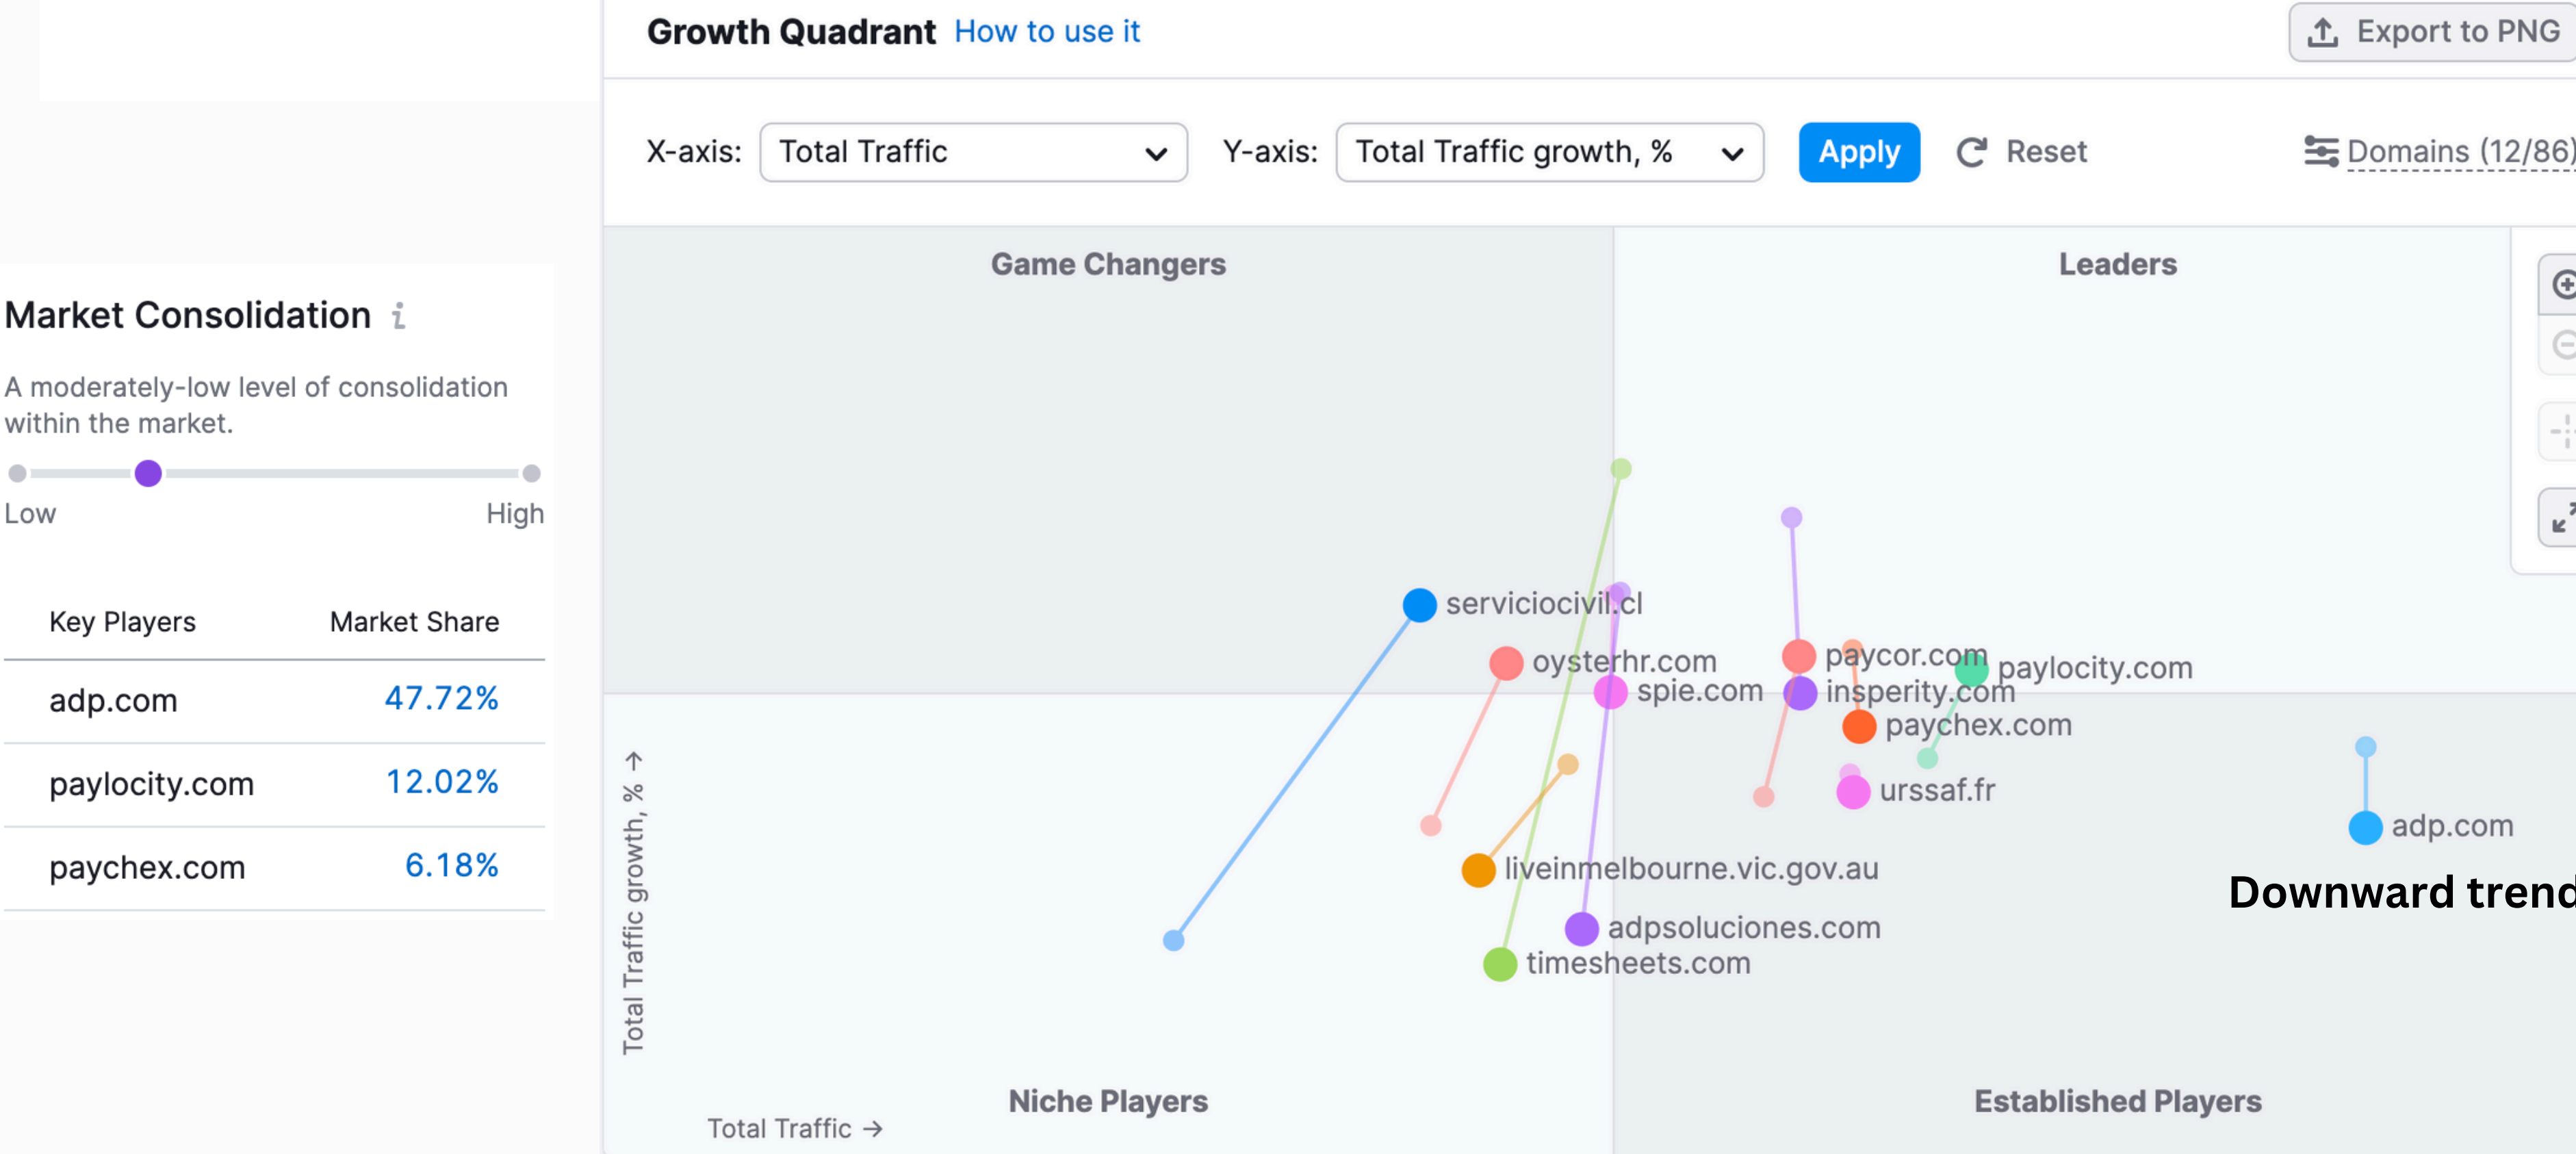 Growth Quadrant How to use it
Export to PNG
X-axis: Total Traffic Y-axis: Total Traffic growth, % Apply Reset Domains (12/86)
Market Consolidation i
A moderately-low level of consolidation
within the market.
Low High
Key Players Market Share
adp.com 47.72%
paylocity.com 12.02%
paychex.com 6.18%
Game Changers
Leaders
serviciocivil.cl
oysterhr.com
paycor.com
paylocity.com
spie.com
insperity.com
paychex.com
urssaf.fr
adp.com
liveinmelbourne.vic.gov.au
Downward trend
adpsoluciones.com
timesheets.com
Total Traffic growth, % →
Niche Players
Established Players
Total Traffic →